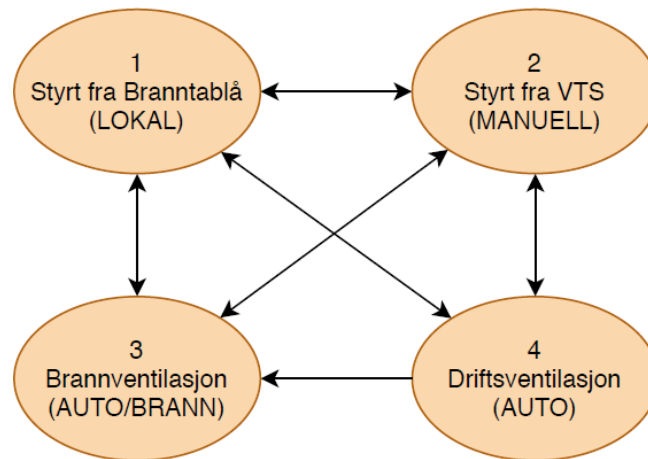 1
Styrt fra Branntablå
(LOKAL)
2
Styrt fra VTS
(MANUELL)
3
Brannventilasjon
(AUTO/BRANN)
4
Driftsventilasjon
(AUTO)